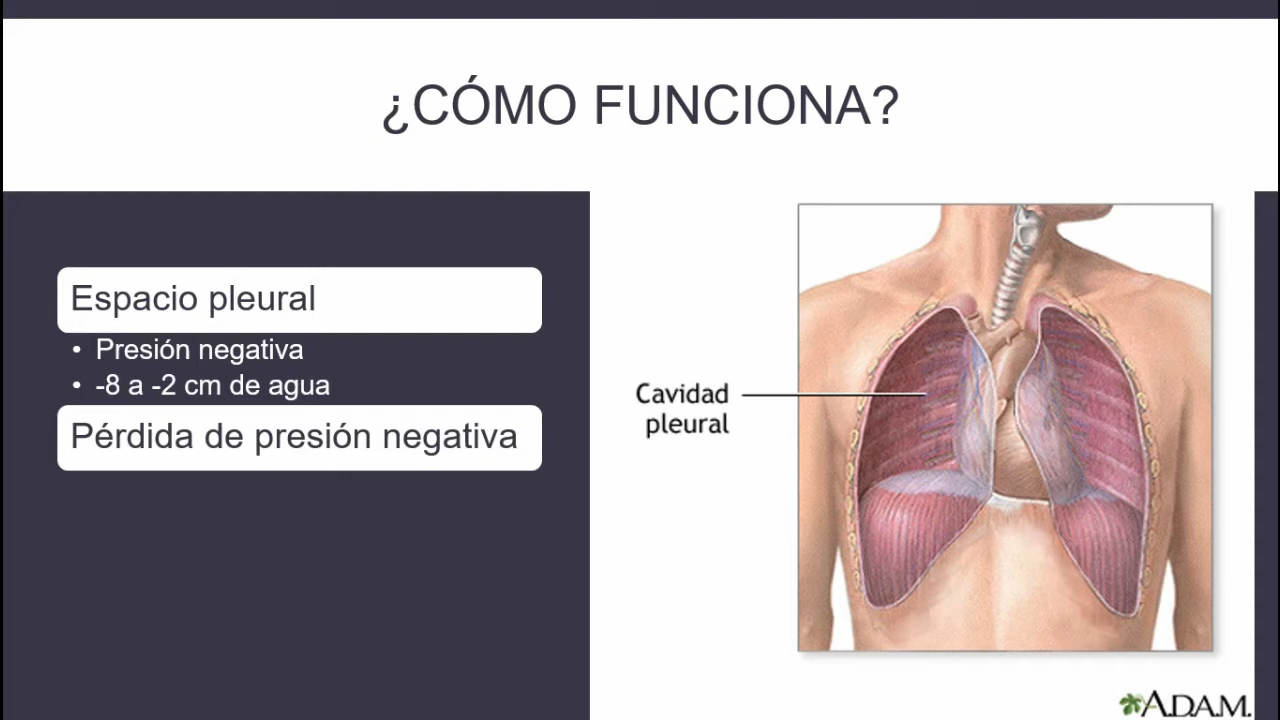 ¿CÓMO FUNCIONA?
Espacio pleural
• Presión negativa
• -8 a -2 cm de agua
Pérdida de presión negativa
Cavidad
pleural
A.D.A.M.